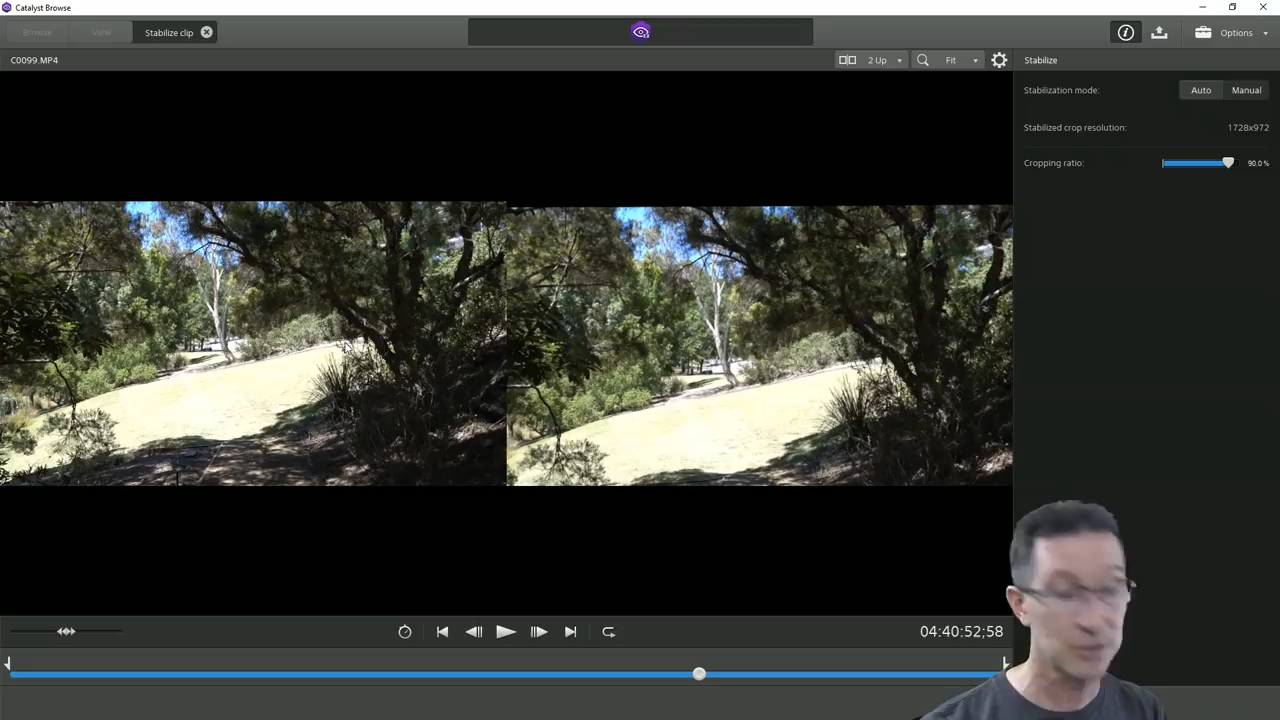 Catalyst Browse
Browse View Stabilize clip Options
C0099.MP4 2 Up Fit Stabilize
Stabilization mode: Auto Manual
Stabilized crop resolution: 1728x972
Cropping ratio: 90.0%
04:40:52;58